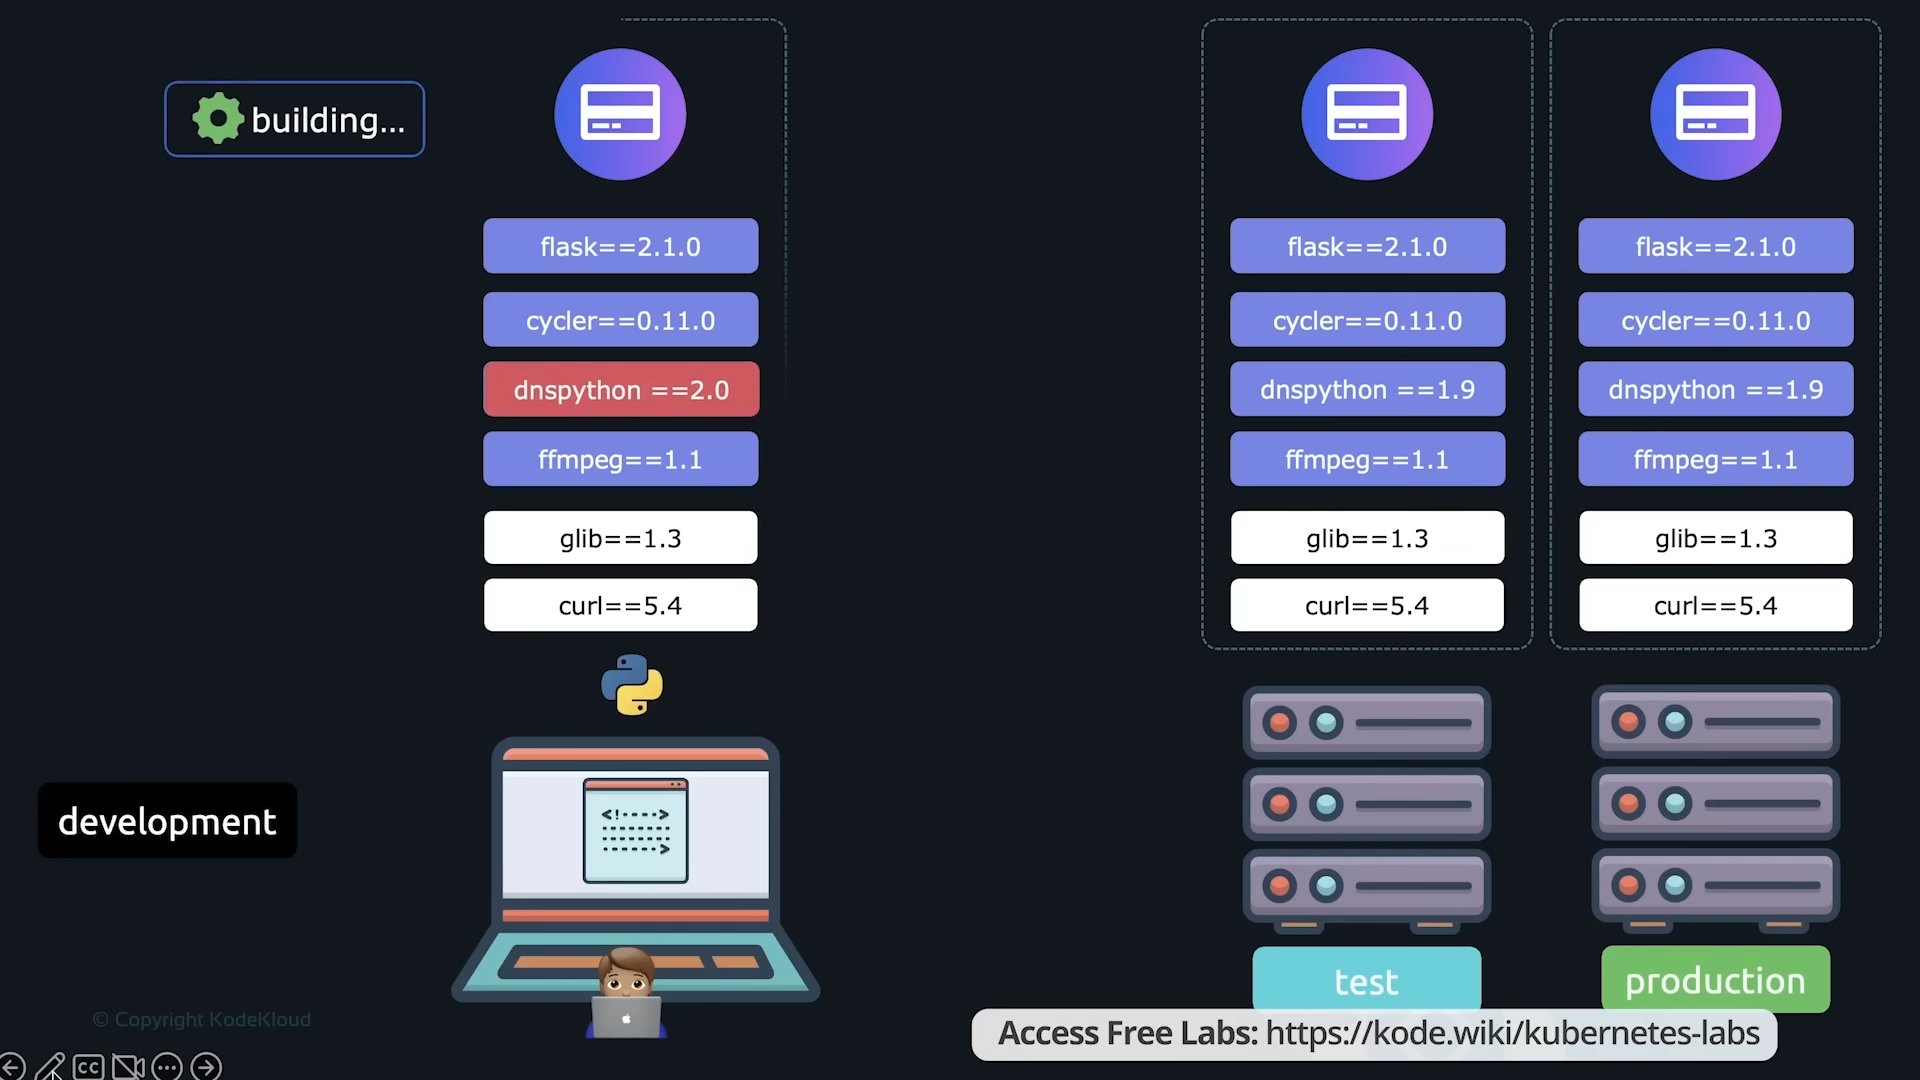 building...
flask==2.1.0
cycler==0.11.0
dnspython ==2.0
ffmpeg==1.1
glib==1.3
curl==5.4
flask==2.1.0
cycler==0.11.0
dnspython ==1.9
ffmpeg==1.1
glib==1.3
curl==5.4
flask==2.1.0
cycler==0.11.0
dnspython ==1.9
ffmpeg==1.1
glib==1.3
curl==5.4
<!---->
development
test
production
© Copyright KodeKloud
Access Free Labs: https://kode.wiki/kubernetes-labs
CC